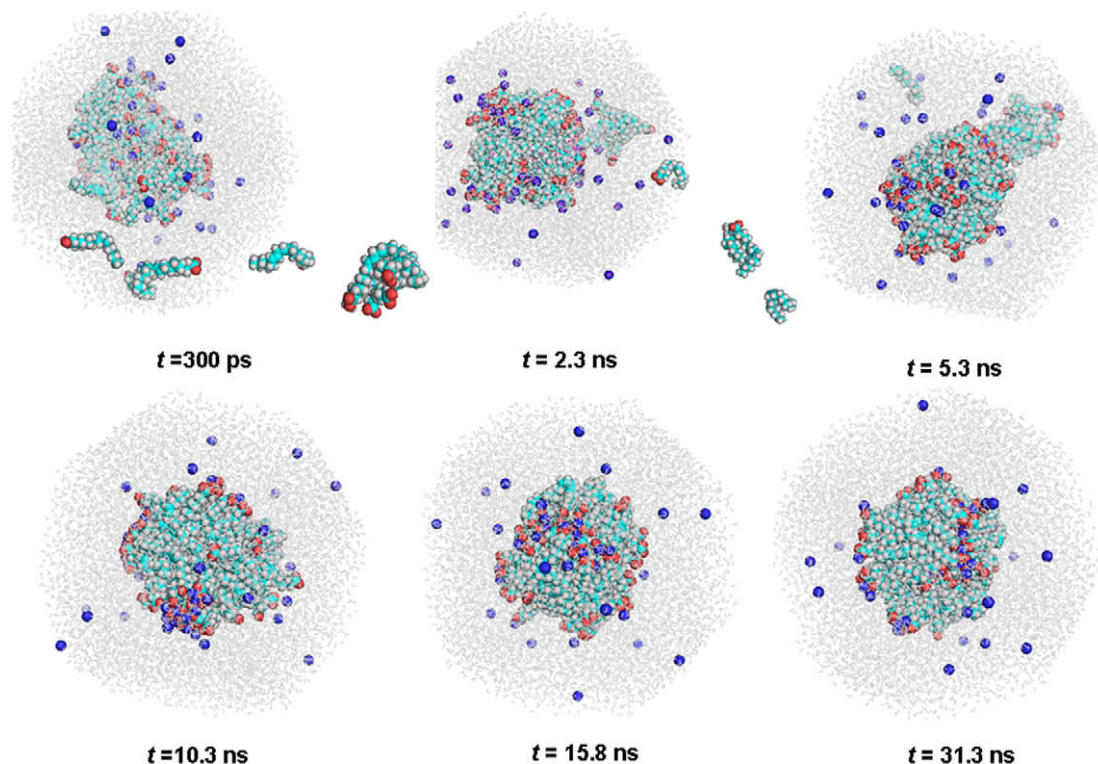 t =300 ps
t = 2.3 ns
t = 5.3 ns
t =10.3 ns
t = 15.8 ns
t = 31.3 ns